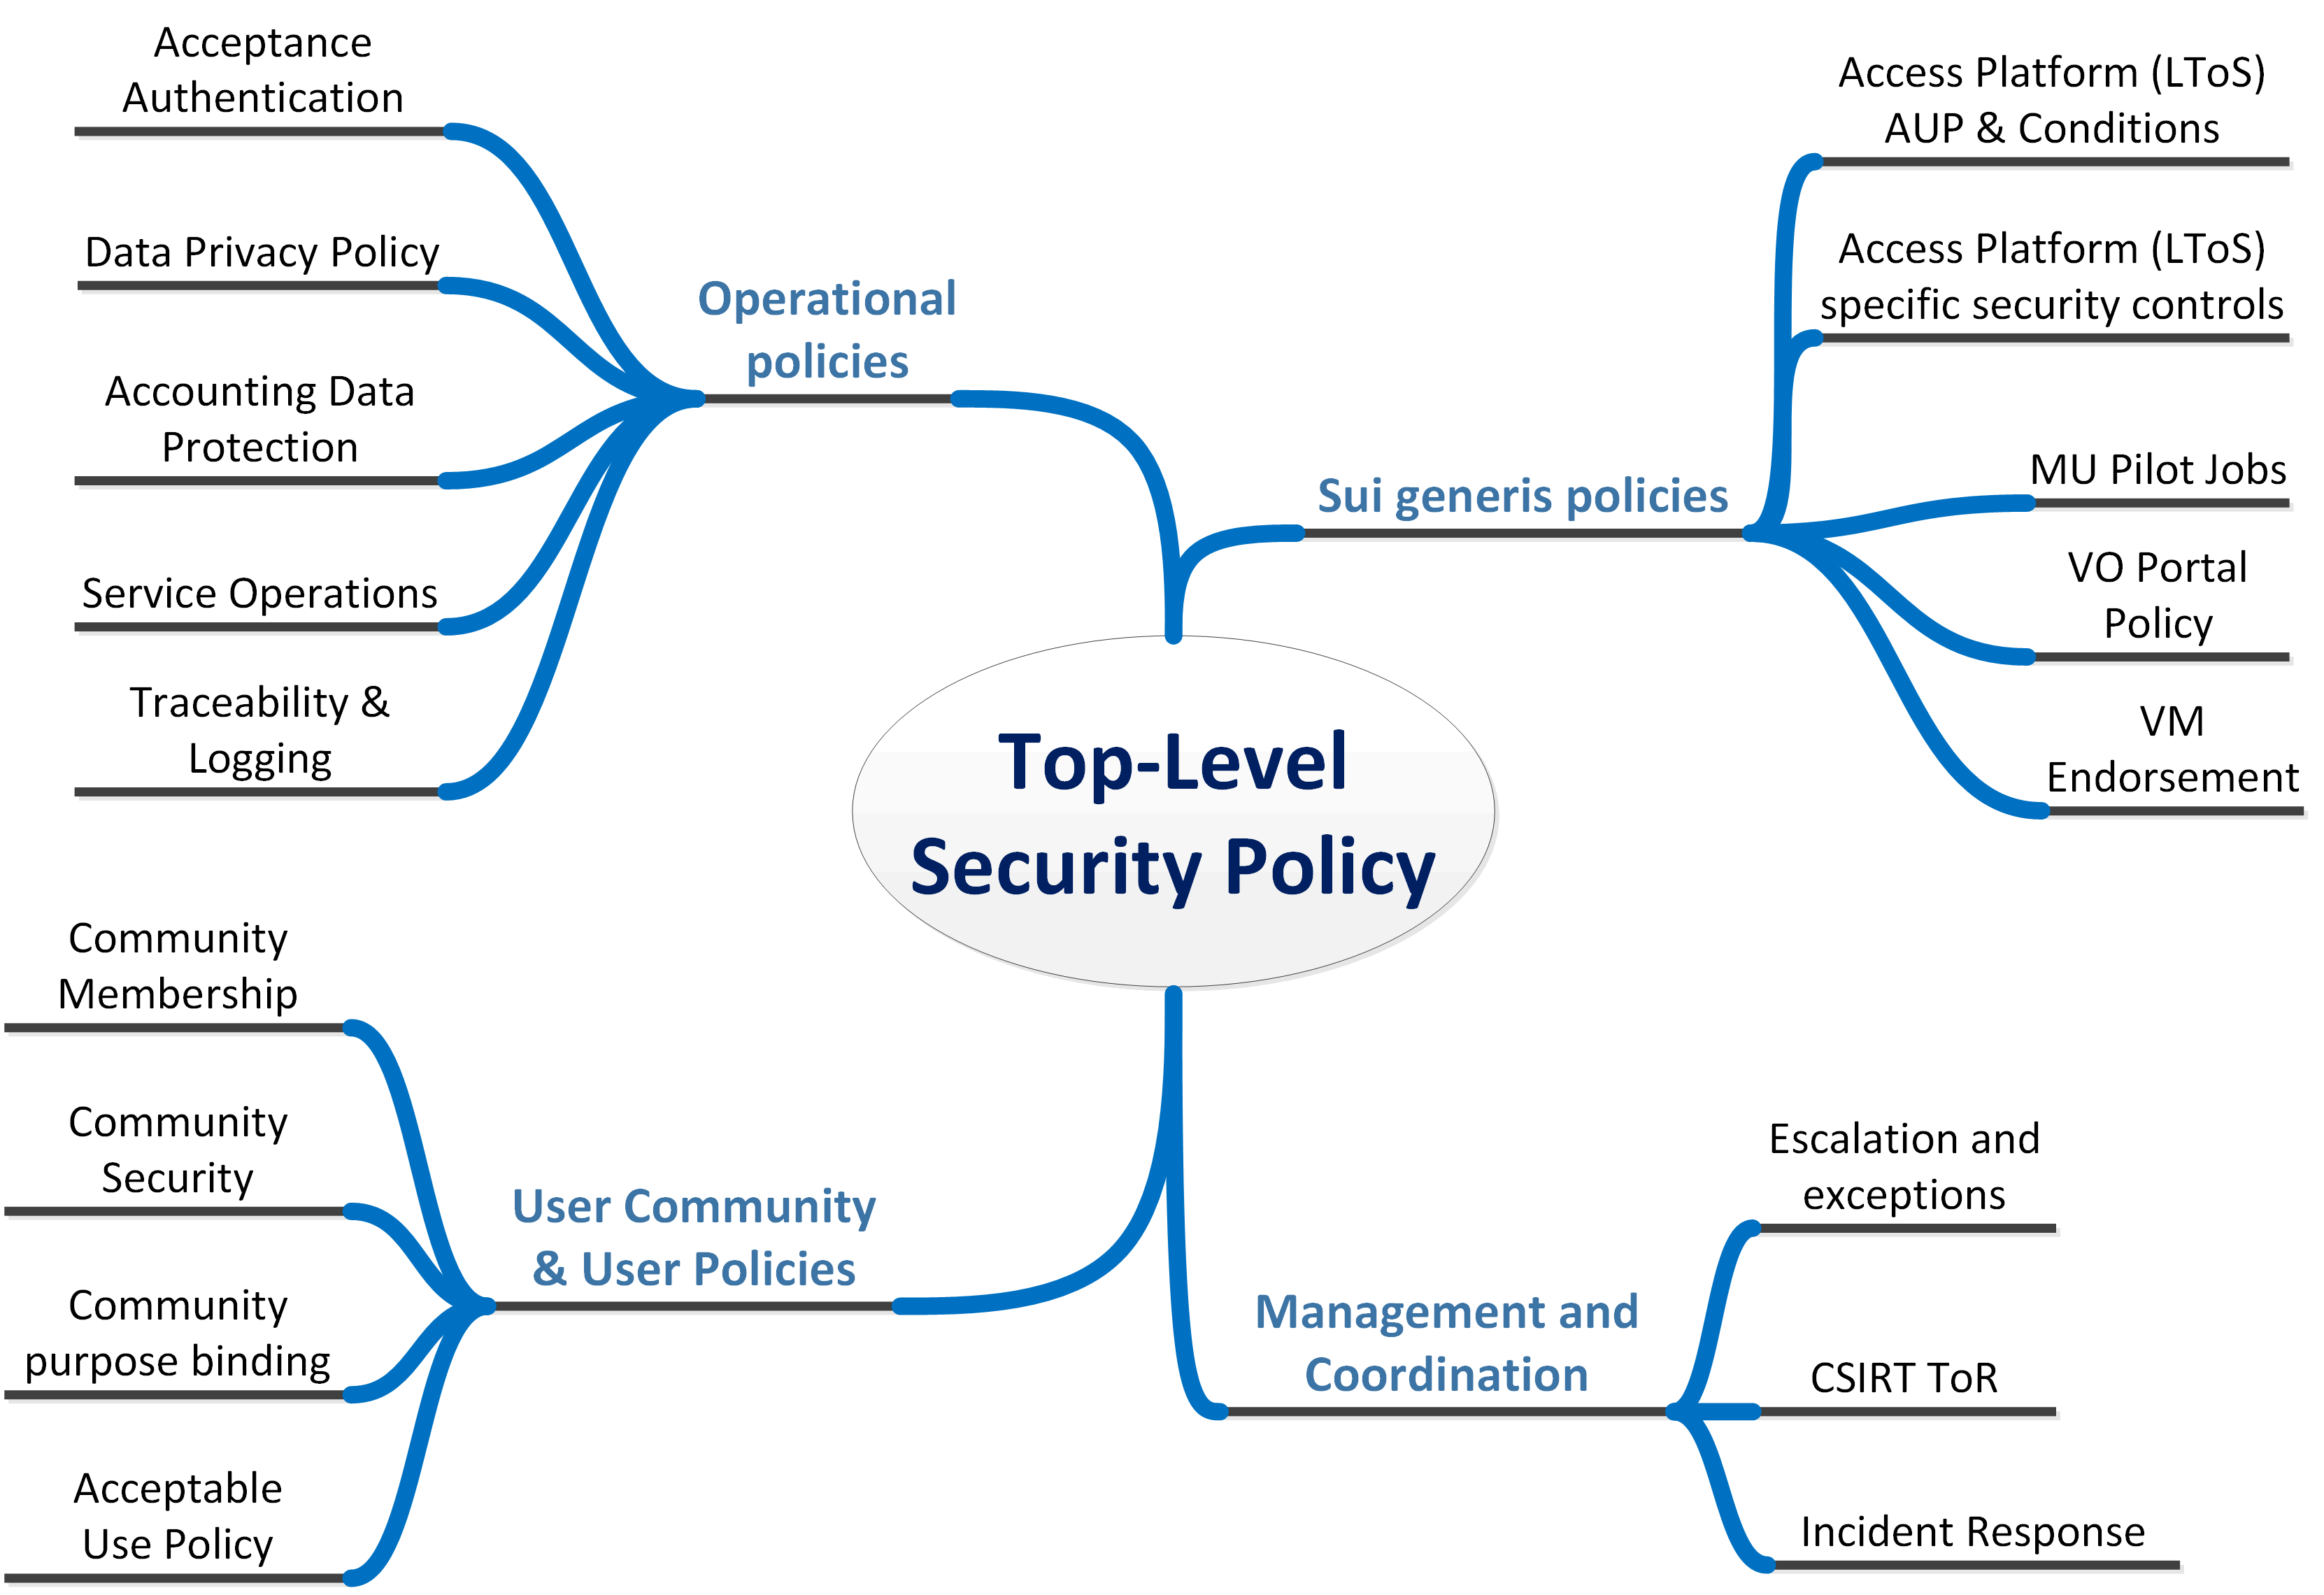 Acceptance
Authentication
Data Privacy Policy
Accounting Data
Protection
Service Operations
Traceability &
Logging
Operational
policies
Access Platform (LToS)
AUP & Conditions
Access Platform (LToS)
specific security controls
MU Pilot Jobs
VO Portal
Policy
VM
Endorsement
Sui generis policies
Top-Level
Security Policy
Community
Membership
Community
Security
Community
purpose binding
Acceptable
Use Policy
User Community
& User Policies
Management and
Coordination
Escalation and
exceptions
CSIRT ToR
Incident Response